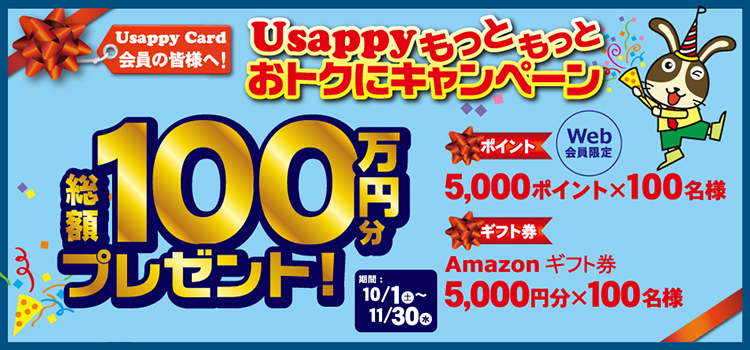 Usappy Card
会員の皆様へ!
Usappyもっともっと
おトクにキャンペーン
総額100万円分
プレゼント!
期間:
10/1(土)〜
11/30(水)
ポイント
Web
会員限定
5,000ポイント×100名様
ギフト券
Amazon ギフト券
5,000円分×100名様